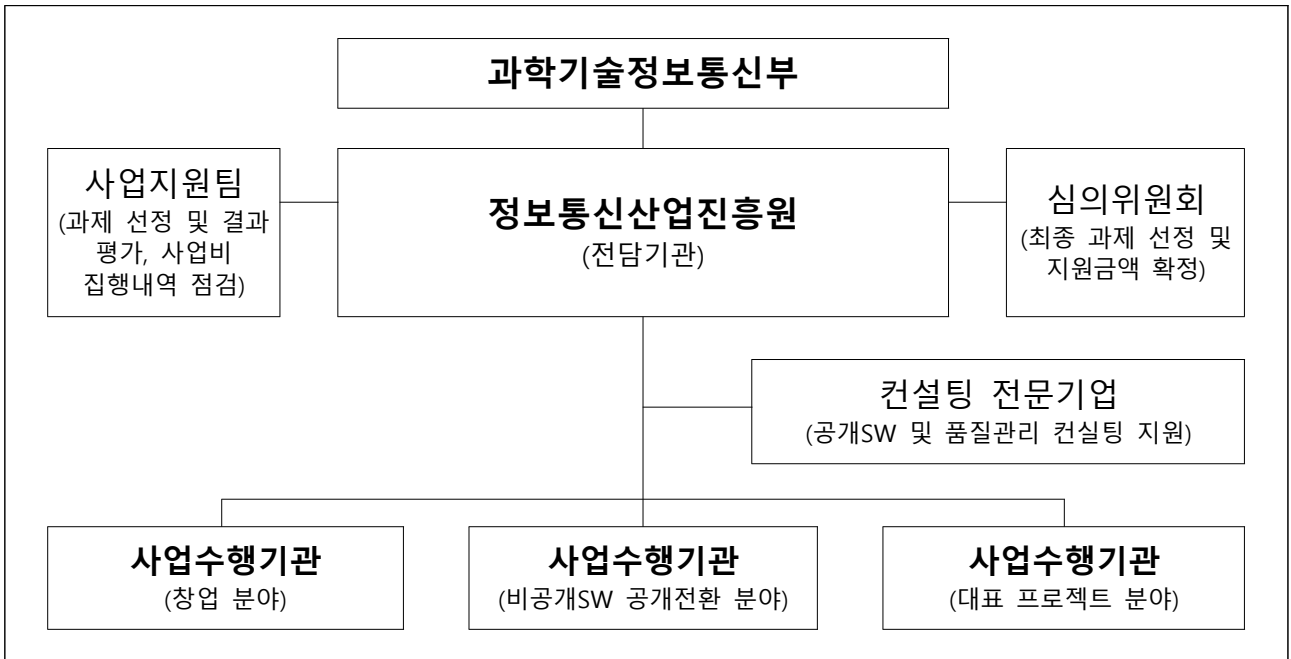 과학기술정보통신부
사업지원팀
(과제 선정 및 결과
평가, 사업비
집행내역 점검)
정보통신산업진흥원
(전담기관)
심의위원회
(최종 과제 선정 및
지원금액 확정)
컨설팅 전문기업
(공개SW 및 품질관리 컨실팅 지원)
사업수행기관
(창업 분야)
사업수행기관
(비공개SW 공개전환 분야)
사업수행기관
(대표 프로젝트 분야)